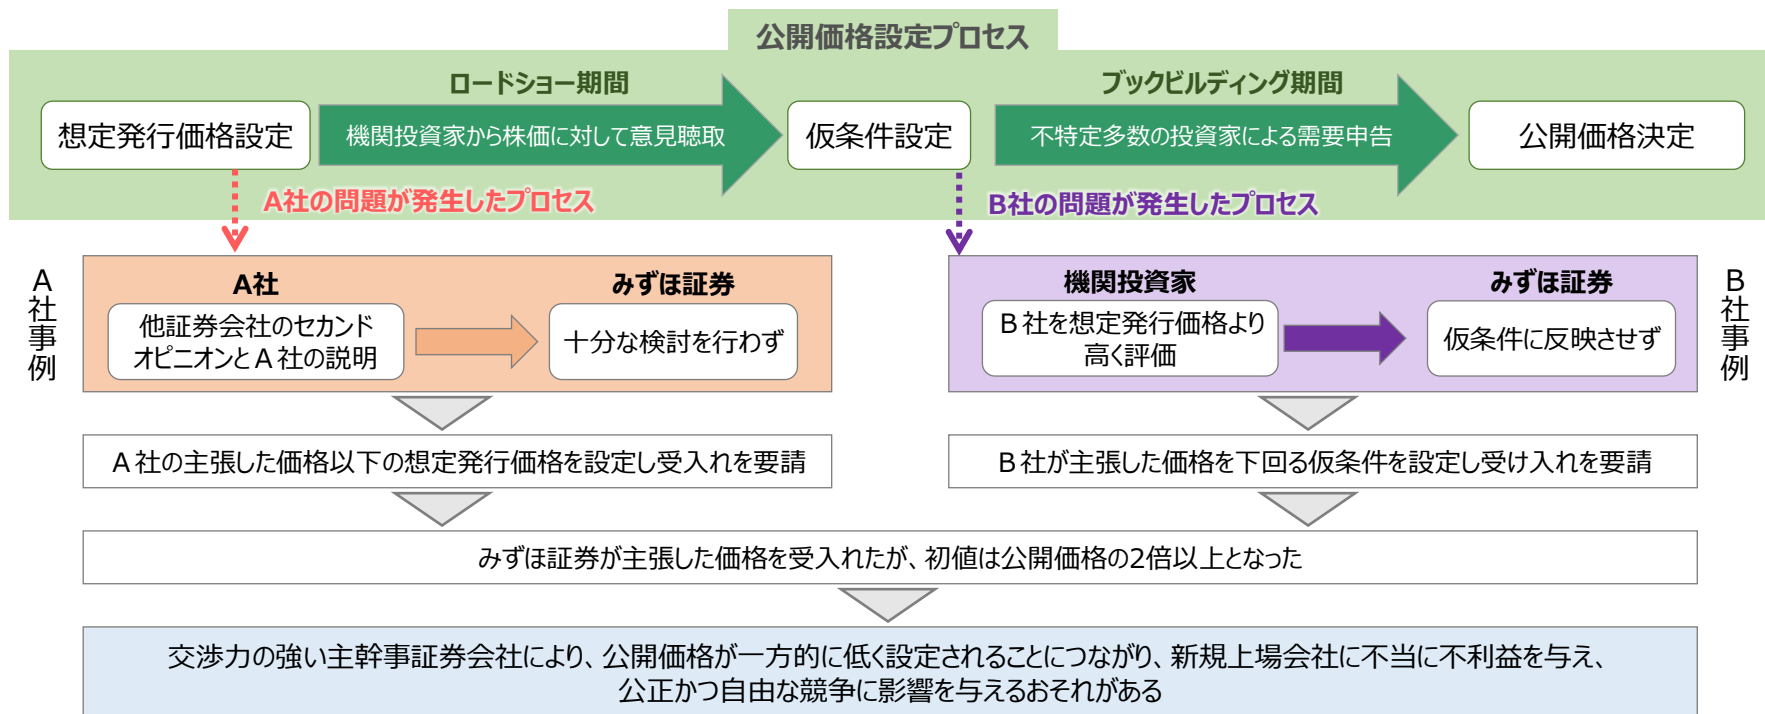 公開価格設定プロセス
ロードショー期間
ブックビルディング期間
想定発行価格設定
機関投資家から株価に対して意見聴取
仮条件設定
不特定多数の投資家による需要申告
公開価格決定
A社の問題が発生したプロセス
B社の問題が発生したプロセス
A社事例
A社
みずほ証券
他証券会社のセカンド
オピニオンとA社の説明
十分な検討を行わず
機関投資家
みずほ証券
B社を想定発行価格より
高く評価
仮条件に反映させず
B社事例
A社の主張した価格以下の想定発行価格を設定し受入れを要請
B社が主張した価格を下回る仮条件を設定し受け入れを要請
みずほ証券が主張した価格を受入れたが、初値は公開価格の2倍以上となった
交渉力の強い主幹事証券会社により、公開価格が一方的に低く設定されることにつながり、新規上場会社に不当に不利益を与え、
公正かつ自由な競争に影響を与えるおそれがある